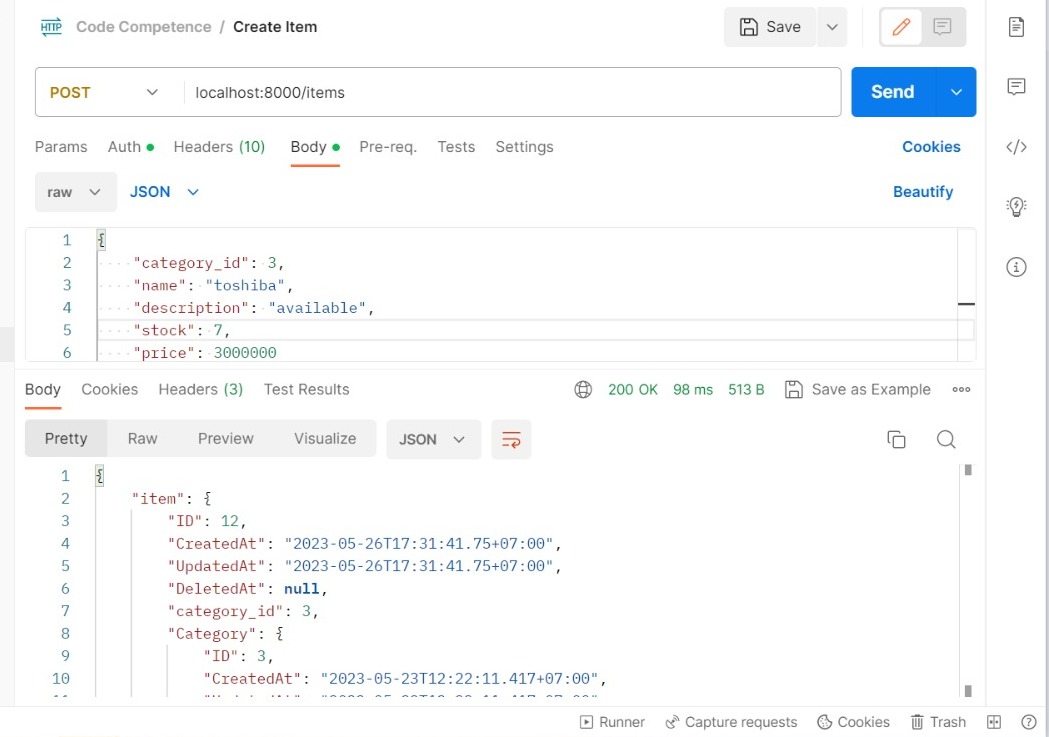 HTTP Code Competence / Create Item Save
POST localhost:8000/items Send
Params Auth Headers (10) Body Pre-req. Tests Settings Cookies
raw JSON Beautify
1 {
2 "category_id": 3,
3 "name": "toshiba",
4 "description": "available",
5 "stock": 7,
6 "price": 3000000
Body Cookies Headers (3) Test Results 200 OK 98 ms 513 B Save as Example
Pretty Raw Preview Visualize JSON
1 {
2 "item": {
3 "ID": 12,
4 "CreatedAt": "2023-05-26T17:31:41.75+07:00",
5 "UpdatedAt": "2023-05-26T17:31:41.75+07:00",
6 "DeletedAt": null,
7 "category_id": 3,
8 "Category": {
9 "ID": 3,
10 "CreatedAt": "2023-05-23T12:22:11.417+07:00",
Runner Capture requests Cookies Trash